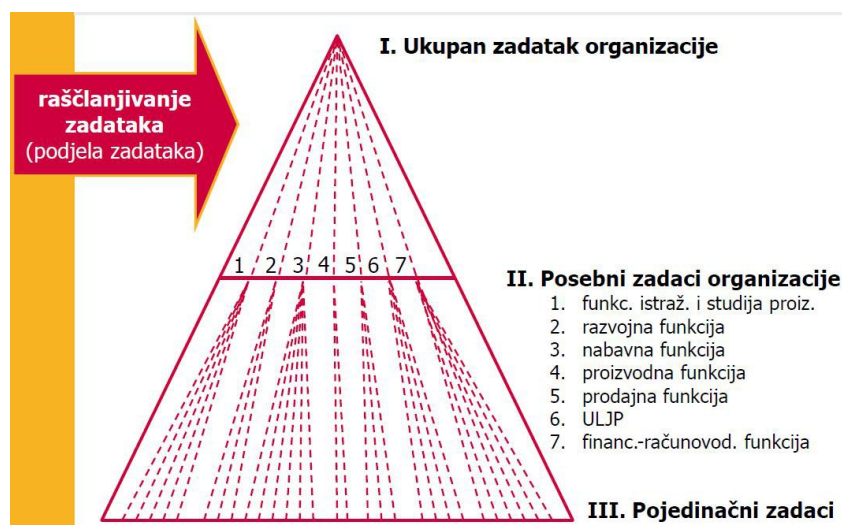 I. Ukupan zadatak organizacije
raščlanjivanje
zadataka
(podjela zadataka)
1 2 3 4 5 6 7
II. Posebni zadaci organizacije
1. funkc. istraž. i studija proiz.
2. razvojna funkcija
3. nabavna funkcija
4. proizvodna funkcija
5. prodajna funkcija
6. ULJP
7. financ.-računovod. funkcija
III. Pojedinačni zadaci